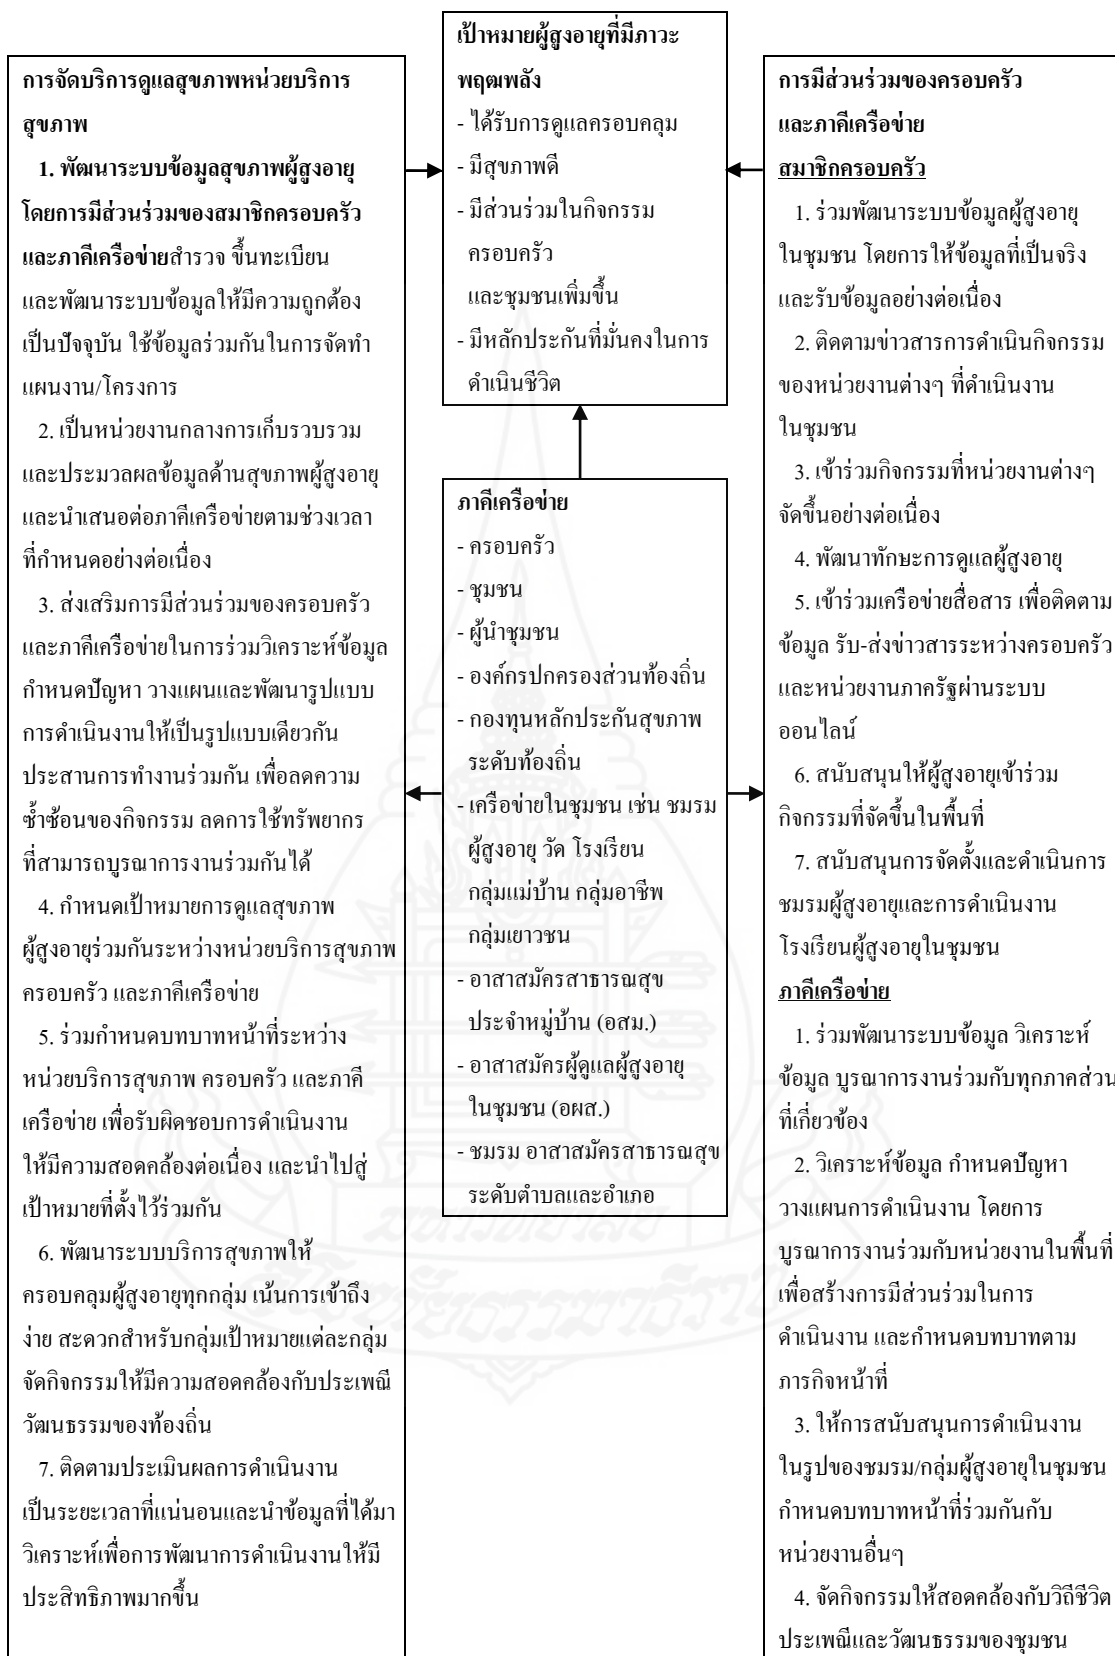 เป้าหมายผู้สูงอายุที่มีภาวะ
พฤฒพลัง
- ได้รับการดูแลครอบคลุม
- มีสุขภาพดี
- มีส่วนร่วมในกิจกรรม
ครอบครัว
และชุมชนเพิ่มขึ้น
- มีหลักประกันที่มั่นคงในการ
ดำเนินชีวิต
การจัดบริการดูแลสุขภาพหน่วยบริการ
สุขภาพ
1. พัฒนาระบบข้อมูลสุขภาพผู้สูงอายุ
โดยการมีส่วนร่วมของสมาชิกครอบครัว
และภาคีเครือข่ายสำรวจ ขึ้นทะเบียน
และพัฒนาระบบข้อมูลให้มีความถูกต้อง
เป็นปัจจุบัน ใช้ข้อมูลร่วมกันในการจัดทำ
แผนงาน/โครงการ
2. เป็นหน่วยงานกลางการเก็บรวบรวม
และประมวลผลข้อมูลด้านสุขภาพผู้สูงอายุ
และนำเสนอต่อภาคีเครือข่ายตามช่วงเวลา
ที่กำหนดอย่างต่อเนื่อง
3. ส่งเสริมการมีส่วนร่วมของครอบครัว
และภาคีเครือข่ายในการร่วมวิเคราะห์ข้อมูล
กำหนดปัญหา วางแผนและพัฒนารูปแบบ
การดำเนินงานให้เป็นรูปแบบเดียวกัน
ประสานการทำงานร่วมกัน เพื่อลดความ
ซ้ำซ้อนของกิจกรรม ลดการใช้ทรัพยากร
ที่สามารถบูรณาการงานร่วมกันได้
4. กำหนดเป้าหมายการดูแลสุขภาพ
ผู้สูงอายุร่วมกันระหว่างหน่วยบริการสุขภาพ
ครอบครัว และภาคีเครือข่าย
5. ร่วมกำหนดบทบาทหน้าที่ระหว่าง
หน่วยบริการสุขภาพ ครอบครัว และภาคี
เครือข่าย เพื่อรับผิดชอบการดำเนินงาน
ให้มีความสอดคล้องต่อเนื่อง และนำไปสู่
เป้าหมายที่ตั้งไว้ร่วมกัน
6. พัฒนาระบบบริการสุขภาพให้
ครอบคลุมผู้สูงอายุทุกกลุ่ม เน้นการเข้าถึง
ง่าย สะดวกสำหรับกลุ่มเป้าหมายแต่ละกลุ่ม
จัดกิจกรรมให้มีความสอดคล้องกับประเพณี
วัฒนธรรมของท้องถิ่น
7. ติดตามประเมินผลการดำเนินงาน
เป็นระยะเวลาที่แน่นอนและนำข้อมูลที่ได้มา
วิเคราะห์เพื่อการพัฒนาการดำเนินงานให้มี
ประสิทธิภาพมากขึ้น
ภาคีเครือข่าย
- ครอบครัว
- ชุมชน
- ผู้นำชุมชน
- องค์กรปกครองส่วนท้องถิ่น
- กองทุนหลักประกันสุขภาพ
ระดับท้องถิ่น
- เครือข่ายในชุมชน เช่น ชมรม
ผู้สูงอายุ วัด โรงเรียน
กลุ่มแม่บ้าน กลุ่มอาชีพ
กลุ่มเยาวชน
- อาสาสมัครสาธารณสุข
ประจำหมู่บ้าน (อสม.)
- อาสาสมัครผู้ดูแลผู้สูงอายุ
ในชุมชน (อผส.)
- ชมรม อาสาสมัครสาธารณสุข
ระดับตำบลและอำเภอ
การมีส่วนร่วมของครอบครัว
และภาคีเครือข่าย
สมาชิกครอบครัว
1. ร่วมพัฒนาระบบข้อมูลผู้สูงอายุ
ในชุมชน โดยการให้ข้อมูลที่เป็นจริง
และรับข้อมูลอย่างต่อเนื่อง
2. ติดตามข่าวสารการดำเนินกิจกรรม
ของหน่วยงานต่างๆ ที่ดำเนินงาน
ในชุมชน
3. เข้าร่วมกิจกรรมที่หน่วยงานต่างๆ
จัดขึ้นอย่างต่อเนื่อง
4. พัฒนาทักษะการดูแลผู้สูงอายุ
5. เข้าร่วมเครือข่ายสื่อสาร เพื่อติดตาม
ข้อมูล รับ-ส่งข่าวสารระหว่างครอบครัว
และหน่วยงานภาครัฐผ่านระบบ
ออนไลน์
6. สนับสนุนให้ผู้สูงอายุเข้าร่วม
กิจกรรมที่จัดขึ้นในพื้นที่
7. สนับสนุนการจัดตั้งและดำเนินการ
ชมรมผู้สูงอายุและการดำเนินงาน
โรงเรียนผู้สูงอายุในชุมชน
ภาคีเครือข่าย
1. ร่วมพัฒนาระบบข้อมูล วิเคราะห์
ข้อมูล บูรณาการงานร่วมกับทุกภาคส่วน
ที่เกี่ยวข้อง
2. วิเคราะห์ข้อมูล กำหนดปัญหา
วางแผนการดำเนินงาน โดยการ
บูรณาการงานร่วมกับหน่วยงานในพื้นที่
เพื่อสร้างการมีส่วนร่วมในการ
ดำเนินงาน และกำหนดบทบาทตาม
ภารกิจหน้าที่
3. ให้การสนับสนุนการดำเนินงาน
ในรูปของชมรม/กลุ่มผู้สูงอายุในชุมชน
กำหนดบทบาทหน้าที่ร่วมกันกับ
หน่วยงานอื่นๆ
4. จัดกิจกรรมให้สอดคล้องกับวิถีชีวิต
ประเพณีและวัฒนธรรมของชุมชน
มหาวิทยาลัย
สุโขทัยธรรมาธิราช